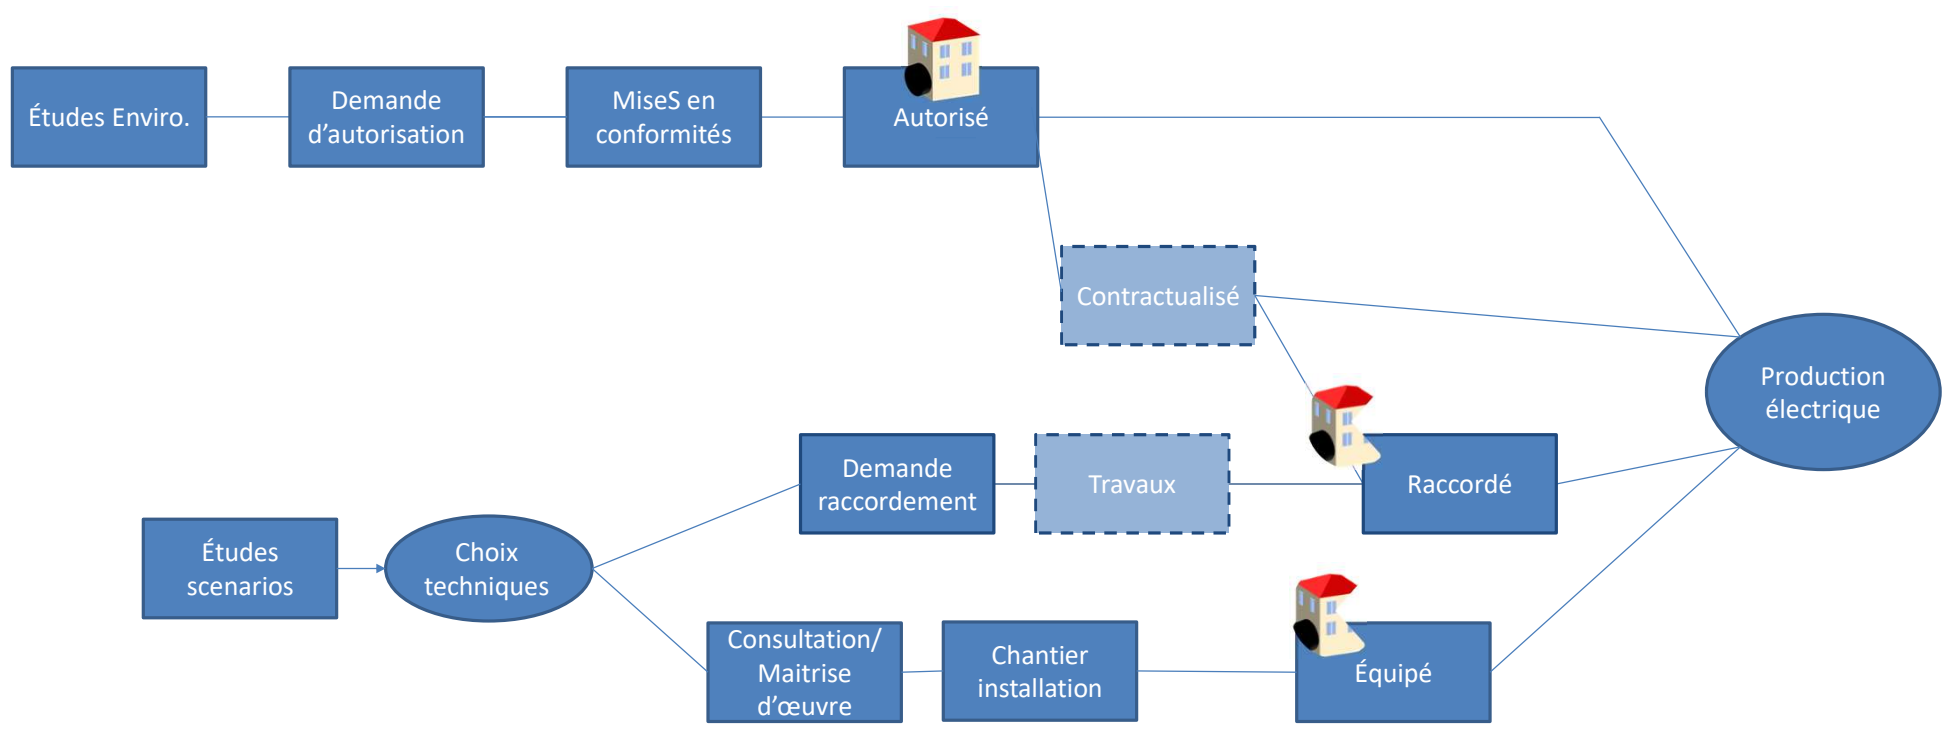 Études Enviro.
Demande
d’autorisation
MiseS en
conformités
Autorisé
Contractualisé
Production
électrique
Demande
raccordement
Travaux
Raccordé
Études
scenarios
Choix
techniques
Consultation/
Maitrise
d’œuvre
Chantier
installation
Équipé